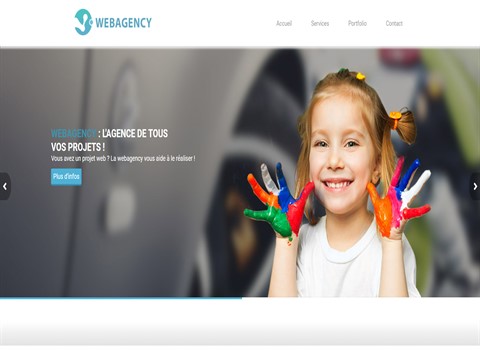 WEBAGENCY
Accueil
Services
Portfolio
Contact
WEBAGENCY : L'AGENCE DE TOUS
VOS PROJETS !
Vous avez un projet web ? La webagency vous aide à le réaliser !
Plus d'infos